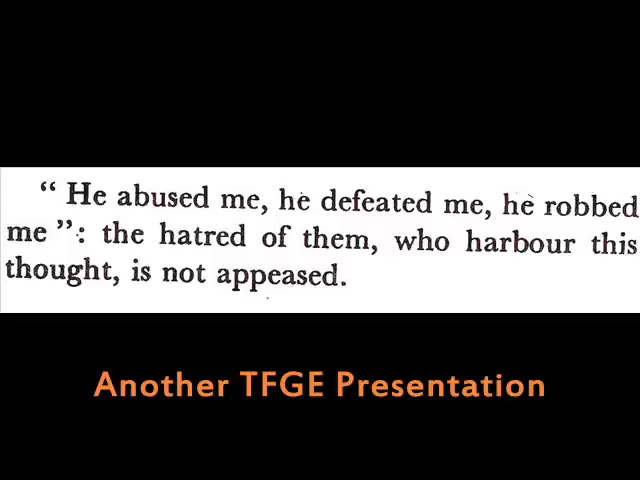 “ He abused me, he defeated me, he robbed
me ”: the hatred of them, who harbour this
thought, is not appeased.
Another TFGE Presentation